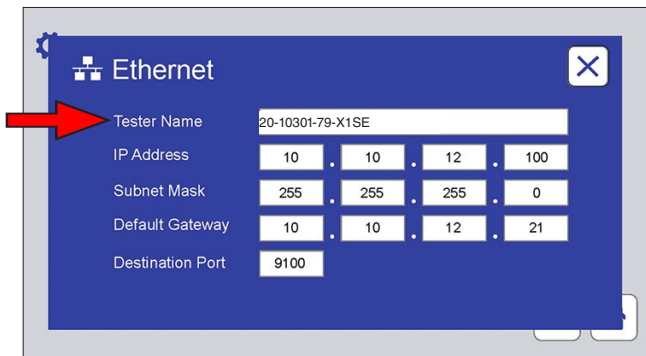 Ethernet
Tester Name 20-10301-79-X1SE
IP Address 10 . 10 . 12 . 100
Subnet Mask 255 . 255 . 255 . 0
Default Gateway 10 . 10 . 12 . 21
Destination Port 9100